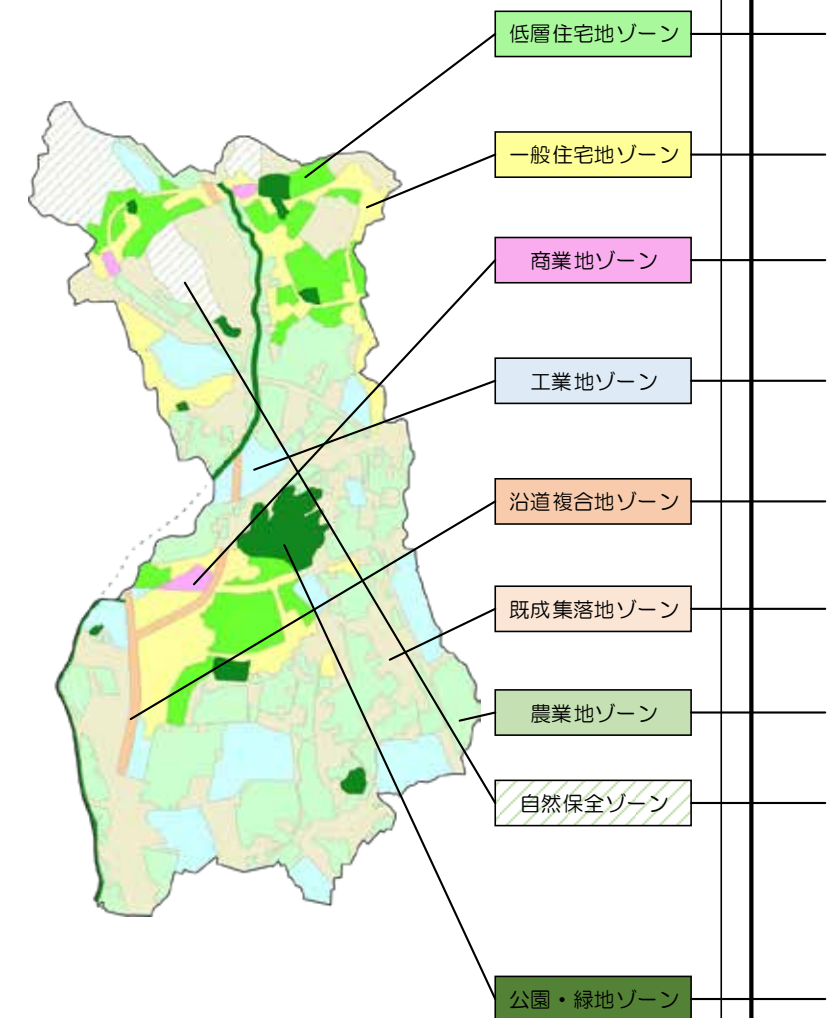 低層住宅地ゾーン
一般住宅地ゾーン
商業地ゾーン
工業地ゾーン
沿道複合地ゾーン
既成集落地ゾーン
農業地ゾーン
自然保全ゾーン
公園・緑地ゾーン